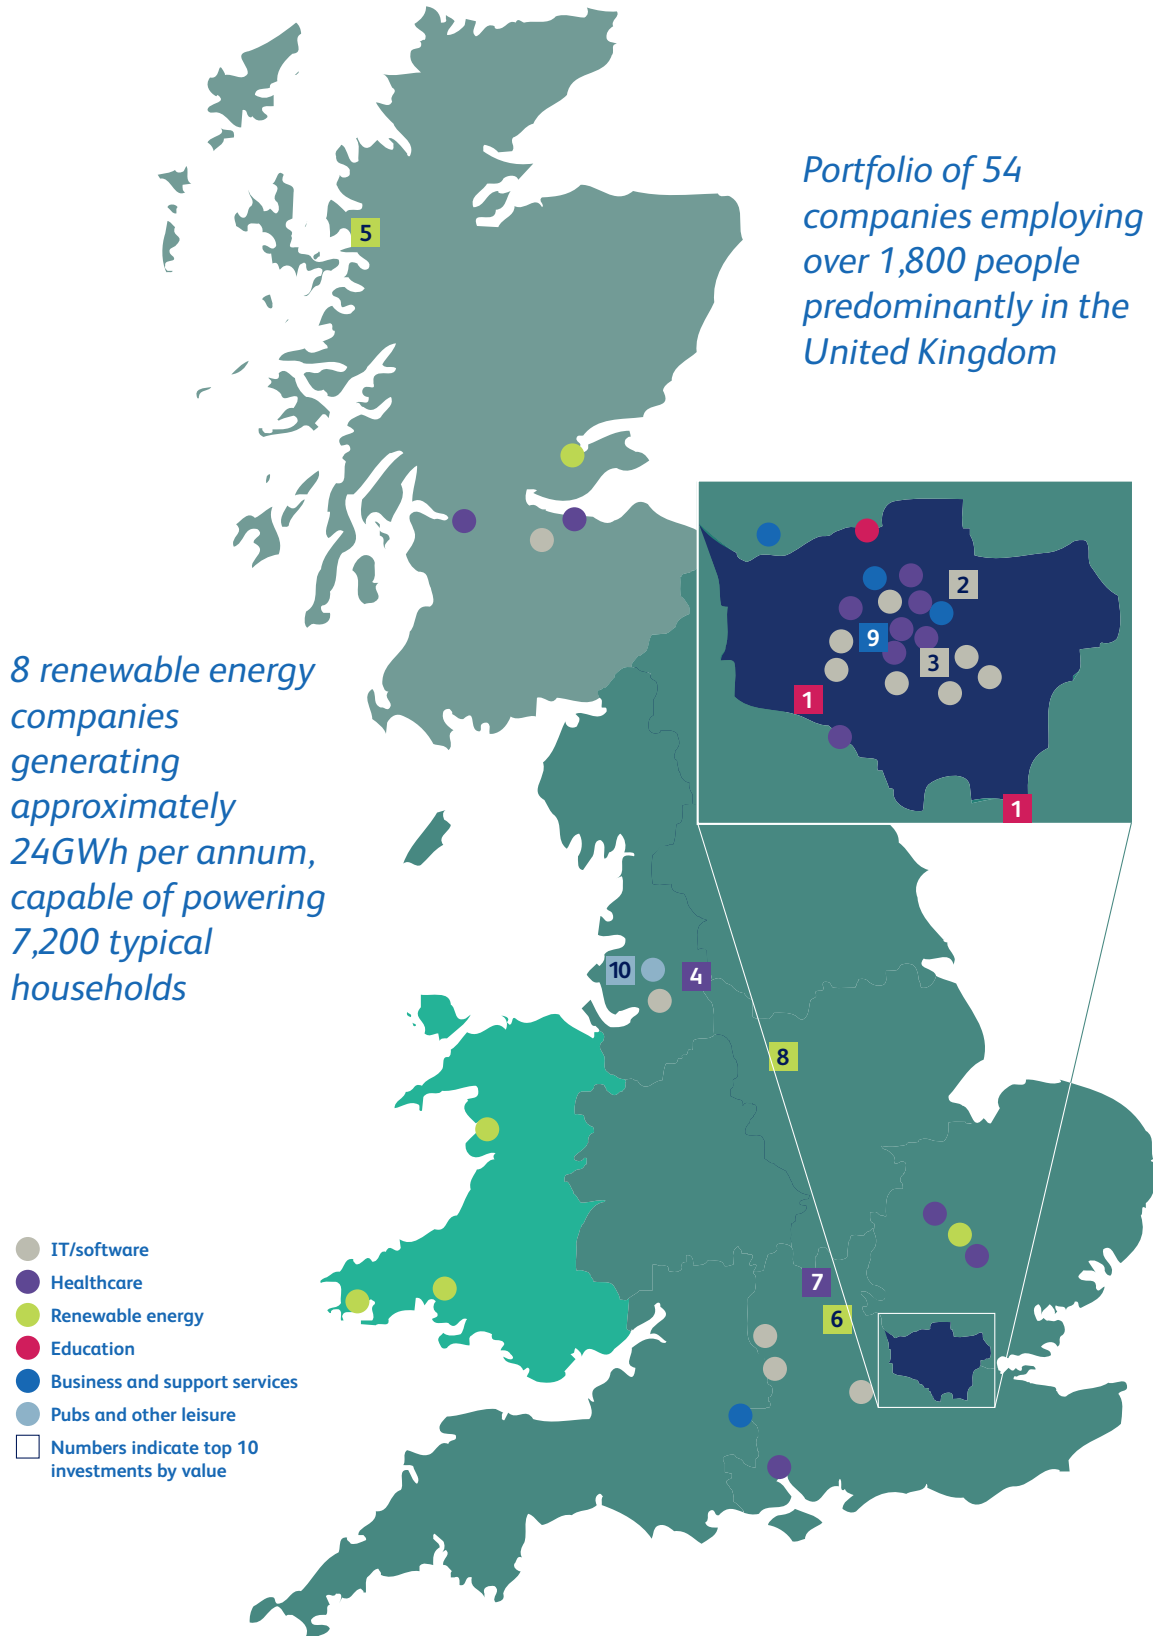 Portfolio of 54
companies employing
over 1,800 people
predominantly in the
United Kingdom
5
2
9
3
1
1
8 renewable energy
companies
generating
approximately
24GWh per annum,
capable of powering
7,200 typical
households
10
4
8
7
6
IT/software
Healthcare
Renewable energy
Education
Business and support services
Pubs and other leisure
Numbers indicate top 10
investments by value